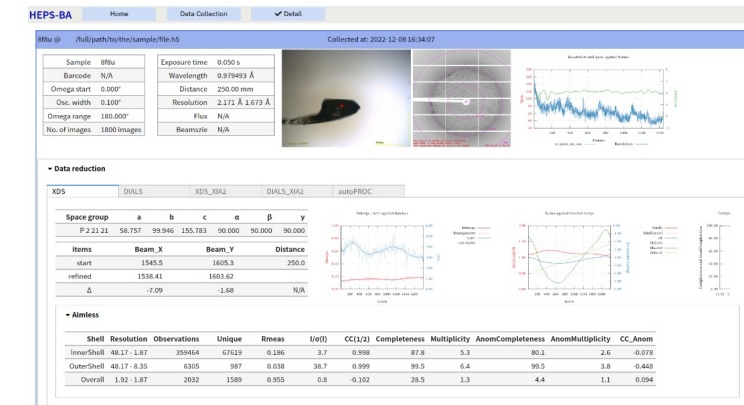 HEPS-BA Home Data Collection ✔ Detail
8f8u @ /full/path/to/the/sample/file.h5 Collected at: 2022-12-08 16:34:07
Sample 8f8u Exposure time 0.050 s
Barcode N/A Wavelength 0.979493 Å
Omega start 0.000° Distance 250.00 mm
Osc. width 0.100° Resolution 2.171 Å 1.673 Å
Omega range 180.000° Flux N/A
No. of images 1800 images Beamszie N/A
Data reduction
XDS DIALS XDS_XIA2 DIALS_XIA2 autoPROC
Space group a b c α β γ
P 2 21 21 58.757 99.946 155.783 90.000 90.000 90.000
items Beam_X Beam_Y Distance
start 1545.5 1605.3 250.0
refined 1538.41 1603.62
Δ -7.09 -1.68 N/A
Aimless
Shell Resolution Observations Unique Rmeas I/σ(I) CC(1/2) Completeness Multiplicity AnomCompleteness AnomMultiplicity CC_Anom
InnerShell 48.17 - 1.87 359464 67619 0.186 3.7 0.998 87.8 5.3 80.1 2.6 -0.078
OuterShell 48.17 - 8.35 6305 987 0.038 38.7 0.999 99.5 6.4 99.5 3.8 -0.448
Overall 1.92 - 1.87 2032 1589 0.955 0.8 -0.102 28.5 1.3 4.4 1.1 0.094